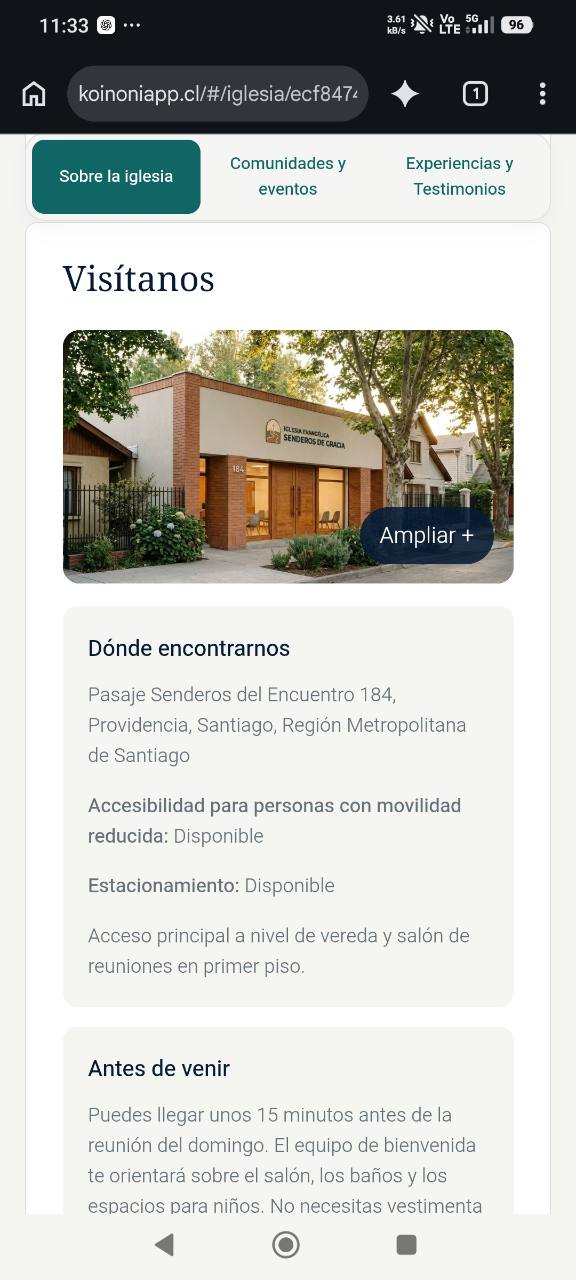 11:33
3.61
kB/s
Vo
LTE
5G
96
koinoniapp.cl/#/iglesia/ecf8474
1
Sobre la iglesia
Comunidades y
eventos
Experiencias y
Testimonios
Visítanos
IGLESIA EVANGÉLICA
SENDEROS DE GRACIA
184
Ampliar +
Dónde encontrarnos
Pasaje Senderos del Encuentro 184,
Providencia, Santiago, Región Metropolitana
de Santiago
Accesibilidad para personas con movilidad
reducida: Disponible
Estacionamiento: Disponible
Acceso principal a nivel de vereda y salón de
reuniones en primer piso.
Antes de venir
Puedes llegar unos 15 minutos antes de la
reunión del domingo. El equipo de bienvenida
te orientará sobre el salón, los baños y los
espacios para niños. No necesitas vestimenta